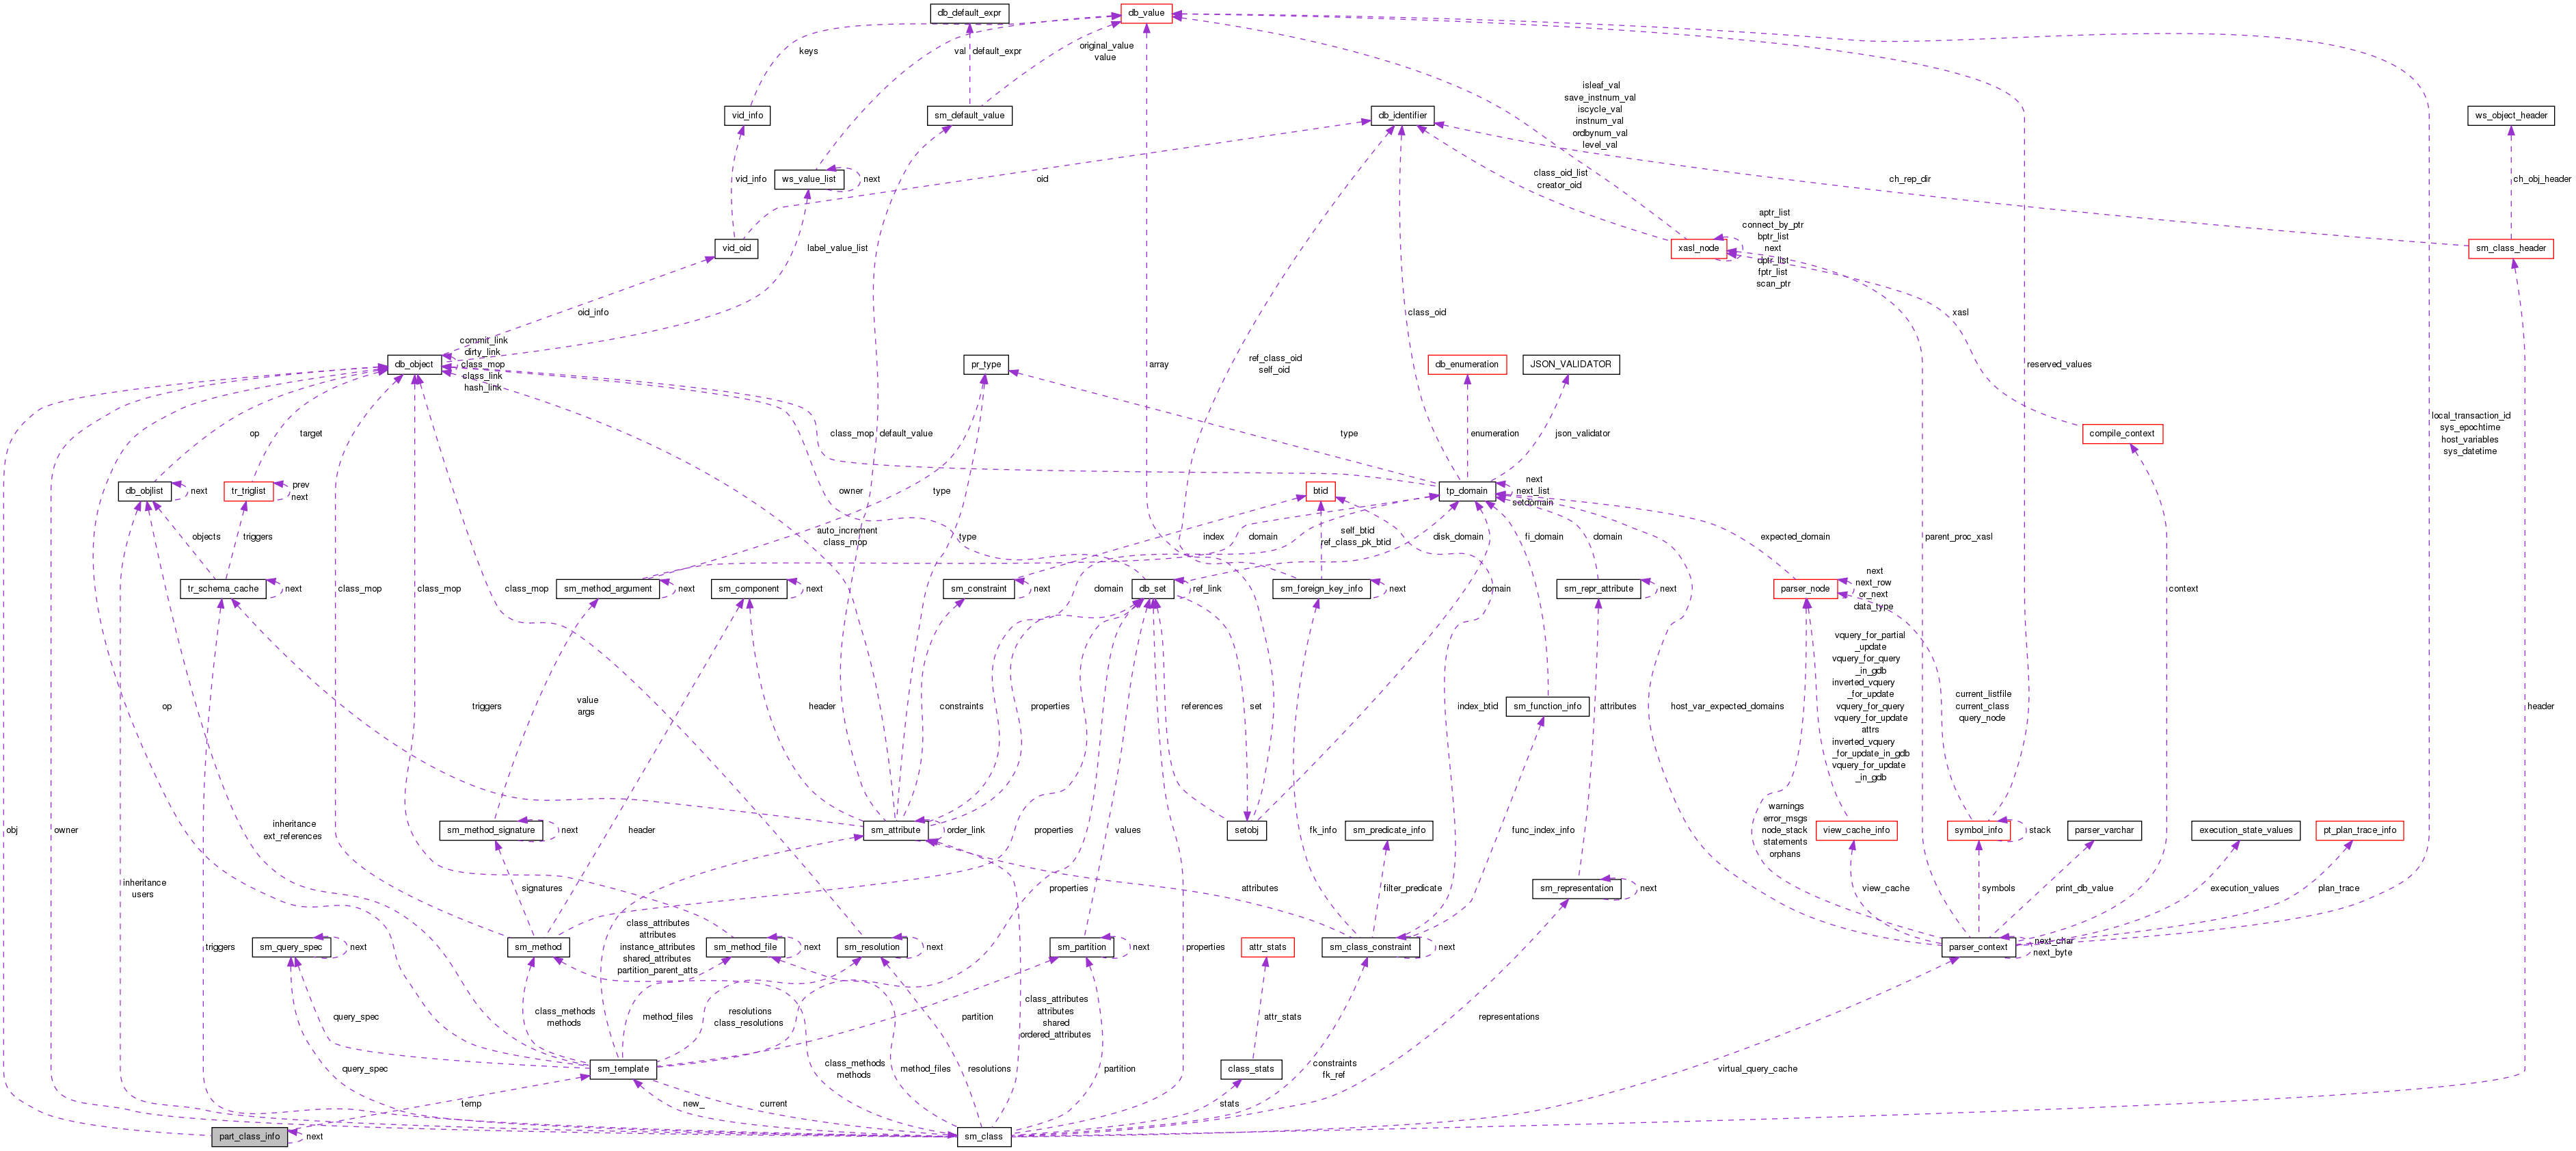 db_default_expr
db_value
keys
val
default_expr
original_value
value
vid_info
sm_default_value
isleaf_val
save_instnum_val
iscycle_val
instnum_val
ordbynum_val
level_val
db_identifier
ws_object_header
vid_info
ws_value_list
next
oid
class_oid_list
creator_oid
ch_rep_dir
ch_obj_header
vid_oid
label_value_list
aptr_list
connect_by_ptr
bptr_list
next
dptr_list
fptr_list
scan_ptr
xasl_node
sm_class_header
oid_info
class_oid
xasl
db_object
commit_link
dirty_link
class_mop
class_link
hash_link
pr_type
array
ref_class_oid
self_oid
db_enumeration
JSON_VALIDATOR
reserved_values
op
target
class_mop
default_value
type
enumeration
json_validator
compile_context
local_transaction_id
sys_epochtime
host_variables
sys_datetime
db_objlist
next
tr_triglist
prev
next
owner
type
btid
tp_domain
next
next_list
setdomain
objects
triggers
auto_increment
class_mop
type
index
domain
self_btid
ref_class_pk_btid
disk_domain
fi_domain
domain
expected_domain
parent_proc_xasl
tr_schema_cache
next
class_mop
class_mop
class_mop
sm_method_argument
next
sm_component
next
sm_constraint
next
domain
db_set
ref_link
sm_foreign_key_info
next
domain
sm_repr_attribute
next
parser_node
next
next_row
or_next
data_type
context
op
triggers
value
args
header
constraints
properties
references
set
index_btid
sm_function_info
attributes
host_var_expected_domains
vquery_for_partial
_update
vquery_for_query
_in_gdb
inverted_vquery
_for_update
vquery_for_query
vquery_for_update
attrs
inverted_vquery
_for_update_in_gdb
vquery_for_update
_in_gdb
current_listfile
current_class
query_node
header
obj
owner
inheritance
ext_references
sm_method_signature
next
header
sm_attribute
order_link
properties
values
setobj
fk_info
sm_predicate_info
func_index_info
warnings
error_msgs
node_stack
statements
orphans
view_cache_info
symbol_info
stack
parser_varchar
execution_state_values
pt_plan_trace_info
inheritance
users
signatures
properties
attributes
filter_predicate
sm_representation
next
view_cache
symbols
print_db_value
execution_values
plan_trace
triggers
sm_query_spec
next
sm_method
class_attributes
attributes
instance_attributes
shared_attributes
partition_parent_atts
sm_method_file
next
sm_resolution
next
sm_partition
next
properties
attr_stats
sm_class_constraint
next
parser_context
next_char
next_byte
query_spec
class_methods
methods
method_files
resolutions
class_resolutions
partition
class_attributes
attributes
shared
ordered_attributes
attr_stats
representations
query_spec
sm_template
class_methods
methods
method_files
resolutions
partition
class_stats
constraints
fk_ref
virtual_query_cache
temp
new_
current
stats
part_class_info
next
sm_class